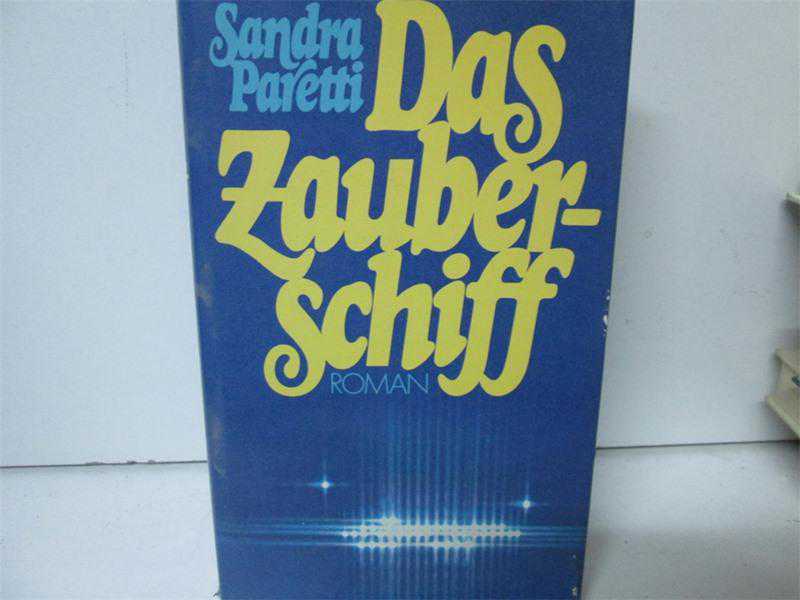 Sandra
Paretti
Das
Zauber-
schiff
ROMAN